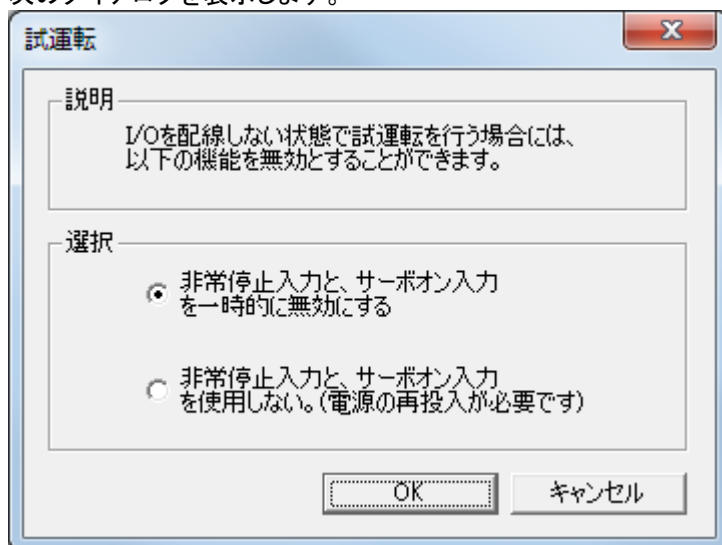 次のダイアログを表示します。
試運転
説明
I/Oを配線しない状態で試運転を行う場合には、
以下の機能を無効とすることができます。
選択
非常停止入力と、サーボオン入力
を一時的に無効にする
非常停止入力と、サーボオン入力
を使用しない。(電源の再投入が必要です)
OK
キャンセル